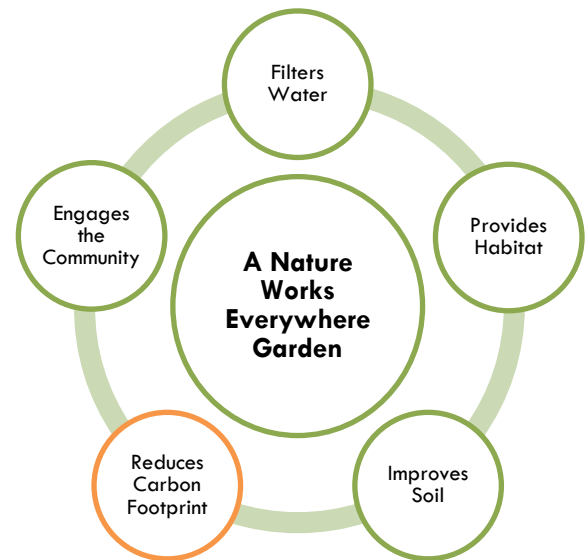 Filters
Water
Provides
Habitat
Improves
Soil
Reduces
Carbon
Footprint
Engages
the
Community
A Nature
Works
Everywhere
Garden